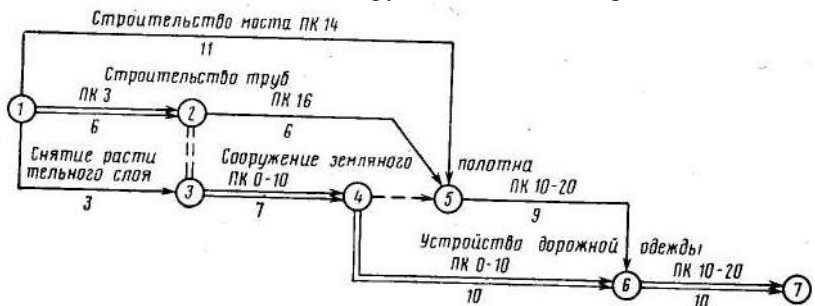 Строительство моста ПК 14
11
Строительство труб
ПК 3
ПК 16
1
2
6
6
Снятие расти
тельного слоя
Сооружение земляного
полотна
ПК 0-10
ПК 10-20
3
4
5
3
7
9
Устройство дорожной одежды
ПК 0-10
ПК 10-20
6
7
10
10